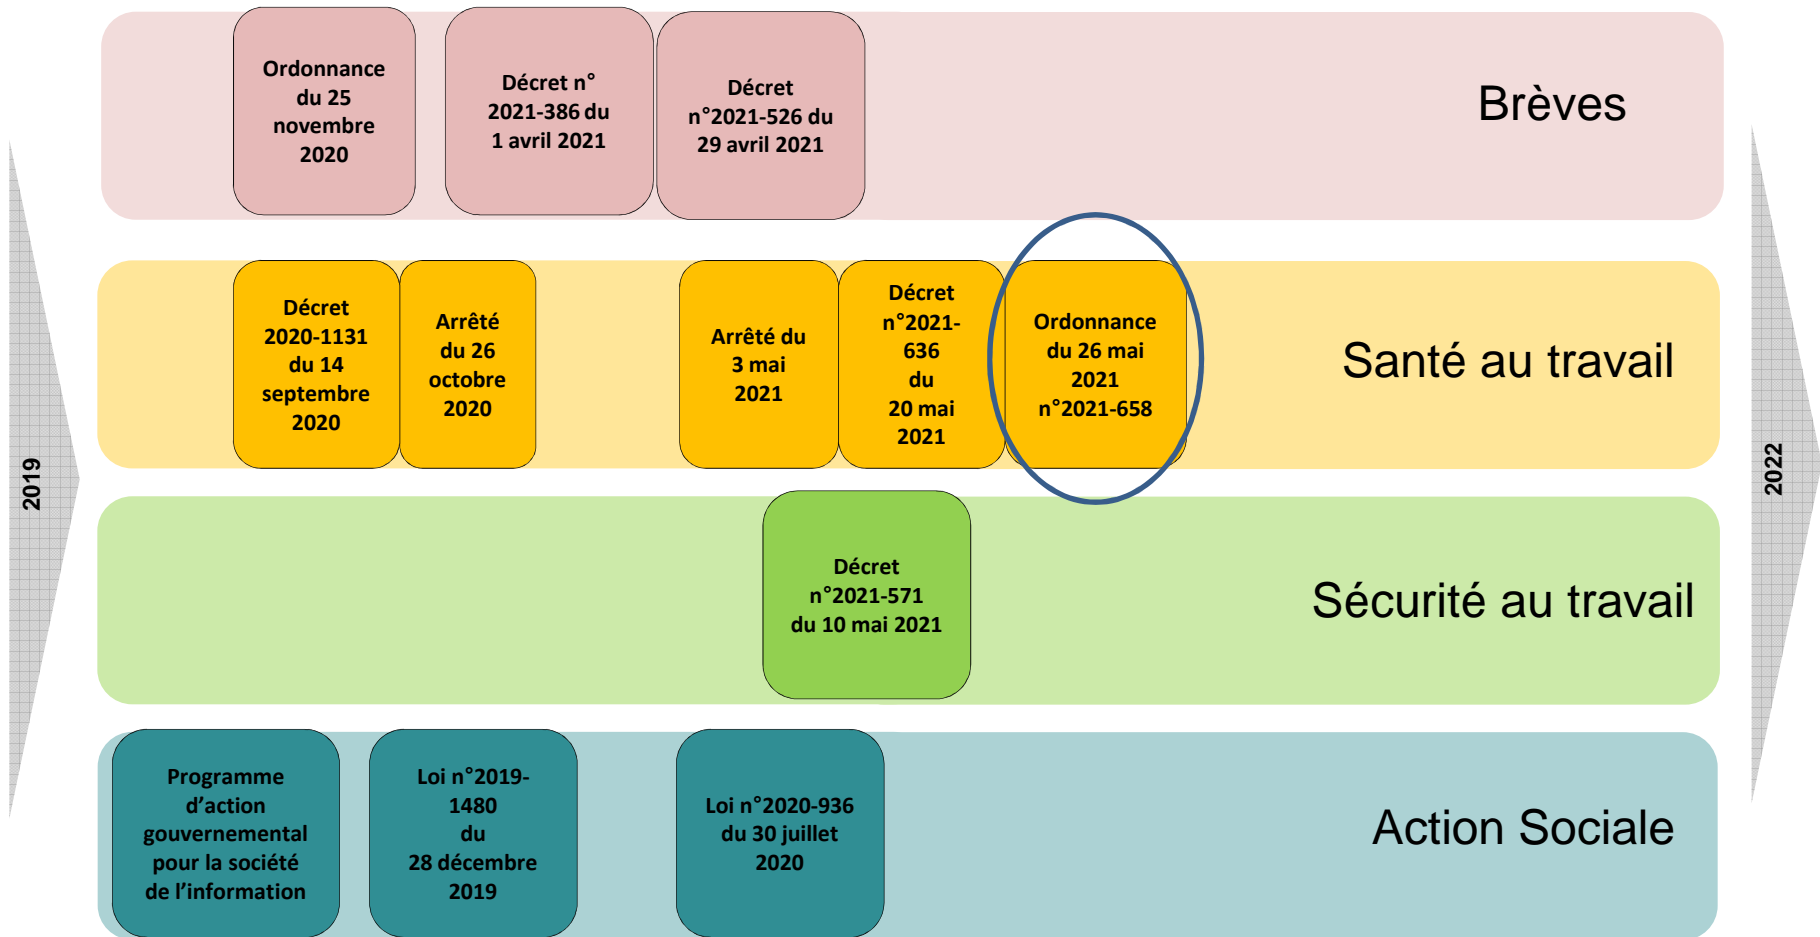 Ordonnance
du 25
novembre
2020
Décret n°
2021-386 du
1 avril 2021
Décret
n°2021-526 du
29 avril 2021
Brèves
2019
Décret
2020-1131
du 14
septembre
2020
Arrêté
du 26
octobre
2020
Arrêté du
3 mai
2021
Décret
n°2021-
636
du
20 mai
2021
Ordonnance
du 26 mai
2021
n°2021-658
Santé au travail
2022
Décret
n°2021-571
du 10 mai 2021
Sécurité au travail
Programme
d’action
gouvernemental
pour la société
de l’information
Loi n°2019-
1480
du
28 décembre
2019
Loi n°2020-936
du 30 juillet
2020
Action Sociale